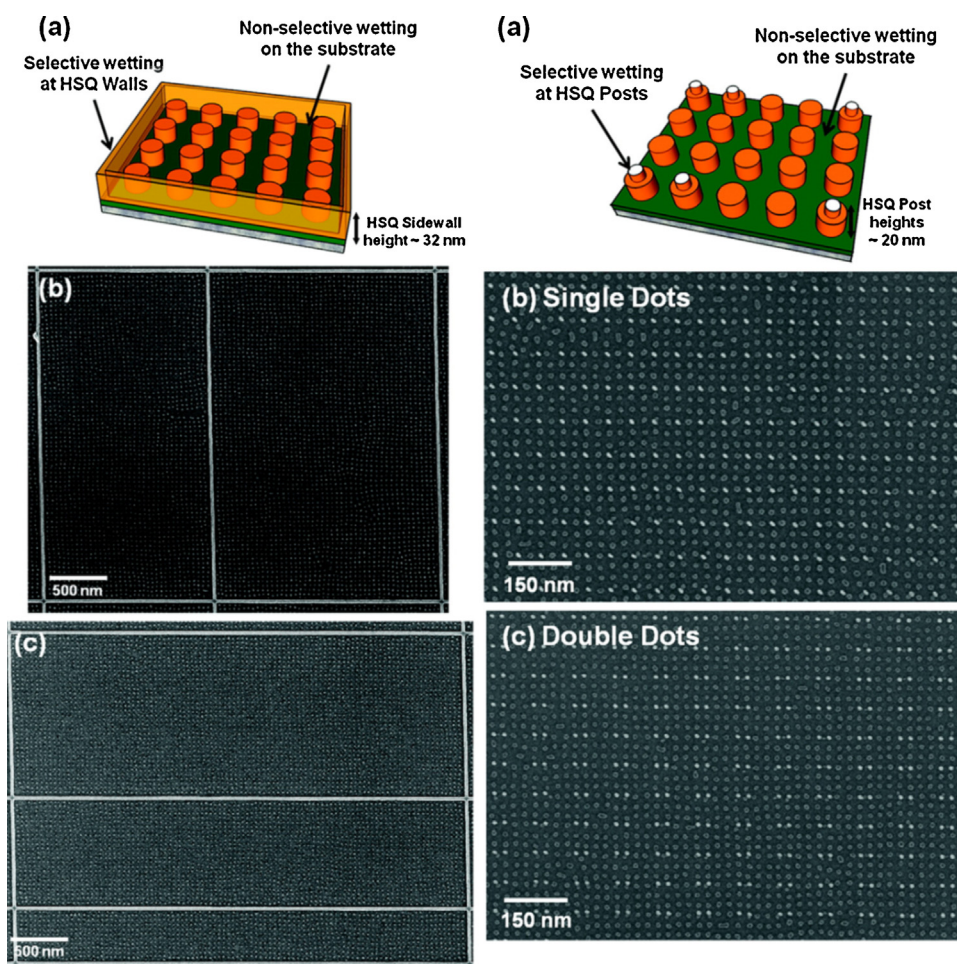 (a)
Non-selective wetting
on the substrate
Selective wetting
at HSQ Walls
HSQ Sidewall
height~ 32 nm
(b)
500 nm
(c)
500 nm
(a)
Non-selective wetting
on the substrate
Selective wetting
at HSQ Posts
HSQ Post
heights
~ 20 nm
(b) Single Dots
150 nm
(c) Double Dots
150 nm